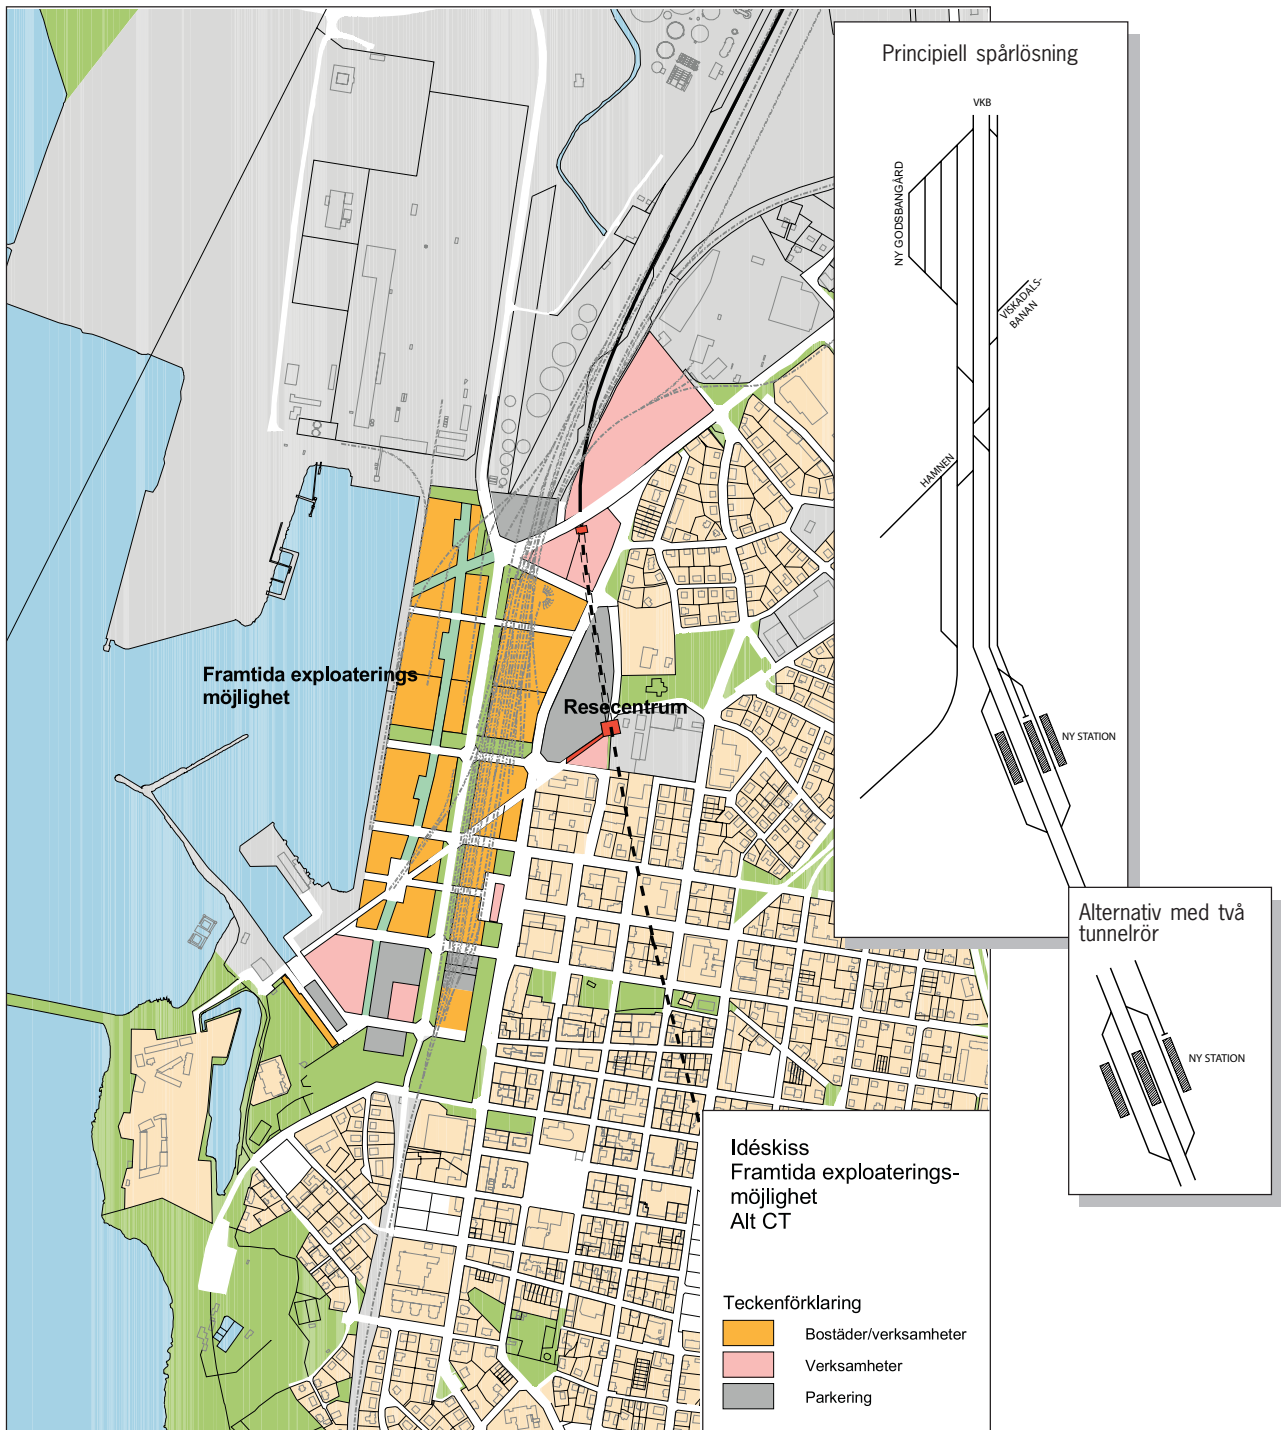 Principiell spårlösning
VKB
NY GODSBANGÅRD
VISKADALS-
BANAN
HAMNEN
NY STATION
Framtida exploaterings
möjlighet
Resecentrum
Alternativ med två
tunnelrör
NY STATION
Idéskiss
Framtida exploaterings-
möjlighet
Alt CT
Teckenförklaring
Bostäder/verksamheter
Verksamheter
Parkering